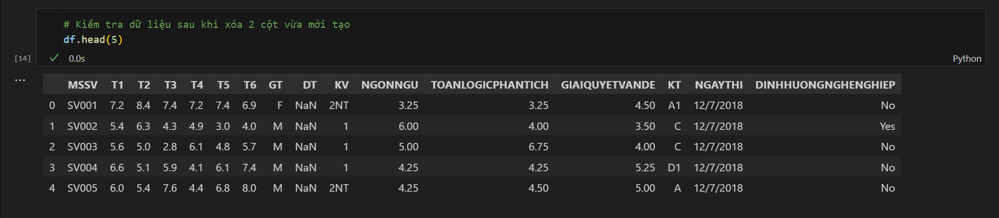 # Kiểm tra dữ liệu sau khi xóa 2 cột vừa mới tạo
df.head(5)
[14] ✓ 0.0s Python
...
MSSV T1 T2 T3 T4 T5 T6 GT DT KV NGONNGU TOANLOGICPHANTICH GIAIQUYETVANDE KT NGAYTHI DINHHUONGNGHENGHIEP
0 SV001 7.2 8.4 7.4 7.2 7.4 6.9 F NaN 2NT 3.25 3.25 4.50 A1 12/7/2018 No
1 SV002 5.4 6.3 4.3 4.9 3.0 4.0 M NaN 1 6.00 4.00 3.50 C 12/7/2018 Yes
2 SV003 5.6 5.0 2.8 6.1 4.8 5.7 M NaN 1 5.00 6.75 4.00 C 12/7/2018 No
3 SV004 6.6 5.1 5.9 4.1 6.1 7.4 M NaN 1 4.25 4.25 5.25 D1 12/7/2018 No
4 SV005 6.0 5.4 7.6 4.4 6.8 8.0 M NaN 2NT 4.25 4.50 5.00 A 12/7/2018 No